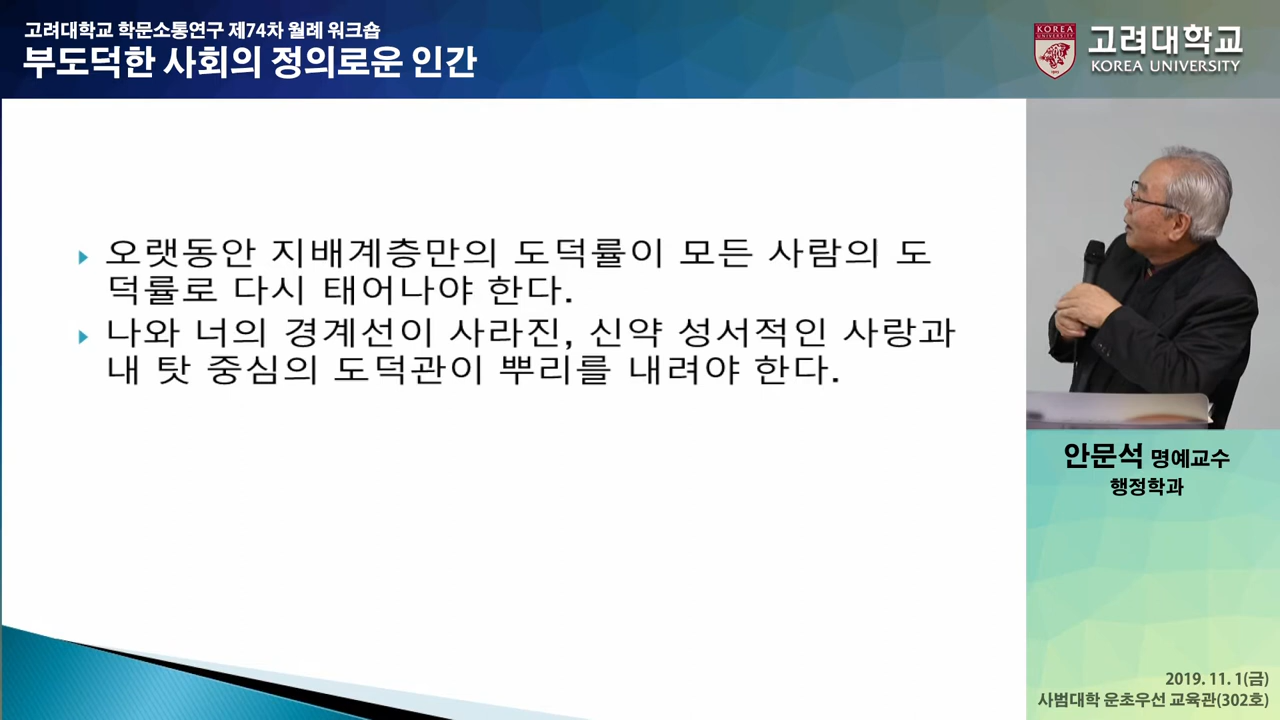 고려대학교 학문소통연구 제74차 월례 워크숍
부도덕한 사회의 정의로운 인간
KOREA
UNIVERSITY
1905
고려대학교
KOREA UNIVERSITY
오랫동안 지배계층만의 도덕률이 모든 사람의 도
덕률로 다시 태어나야 한다.
나와 너의 경계선이 사라진, 신약 성서적인 사랑과
내 탓 중심의 도덕관이 뿌리를 내려야 한다.
안문석 명예교수
행정학과
2019. 11. 1(금)
사범대학 운초우선 교육관(302호)